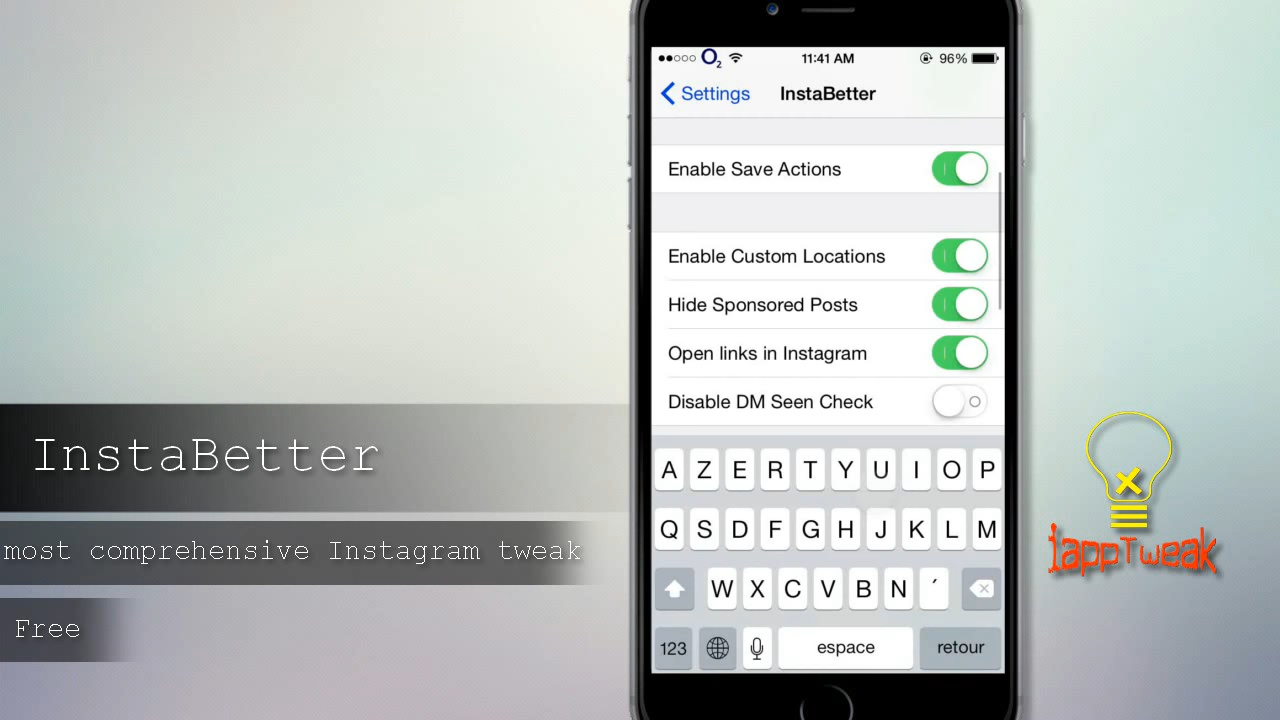 O2 11:41 AM 96%
Settings InstaBetter
Enable Save Actions
Enable Custom Locations
Hide Sponsored Posts
Open links in Instagram
Disable DM Seen Check
A Z E R T Y U I O P
Q S D F G H J K L M
W X C V B N ´
123 espace retour
InstaBetter
most comprehensive Instagram tweak
Free
iappTweak